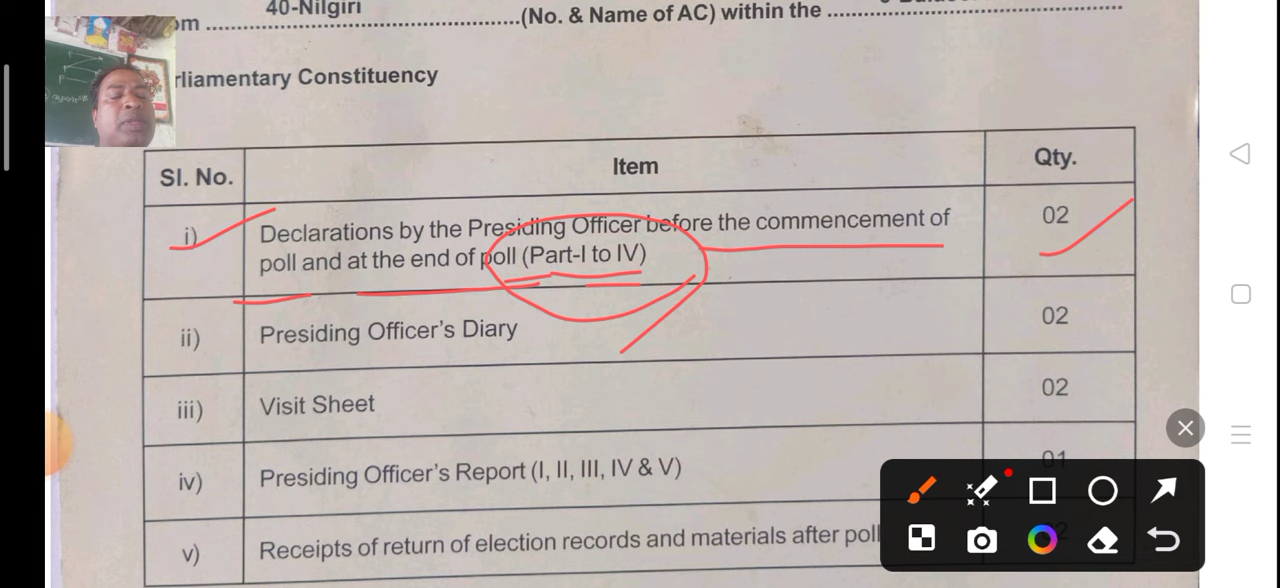 40-Nilgiri
om ........................(No. & Name of AC) within the ........................
rliamentary Constituency
Sl. No. Item Qty.
i) Declarations by the Presiding Officer before the commencement of 02
poll and at the end of poll (Part-I to IV)
ii) Presiding Officer's Diary 02
iii) Visit Sheet 02
iv) Presiding Officer's Report (I, II, III, IV & V) 01
v) Receipts of return of election records and materials after poll